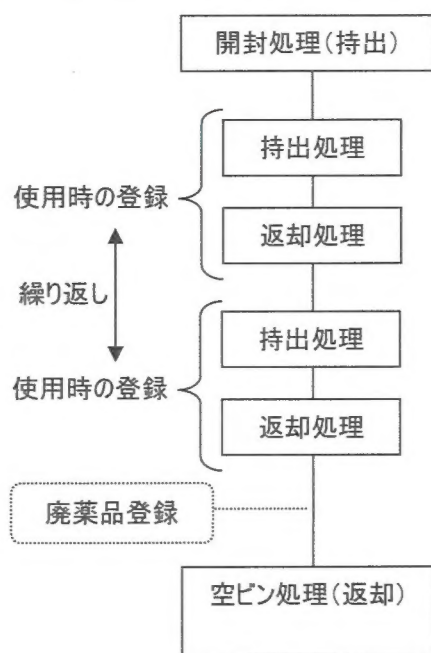 開封処理(持出)
持出処理
使用時の登録
返却処理
繰り返し
持出処理
使用時の登録
返却処理
廃薬品登録
空ビン処理(返却)